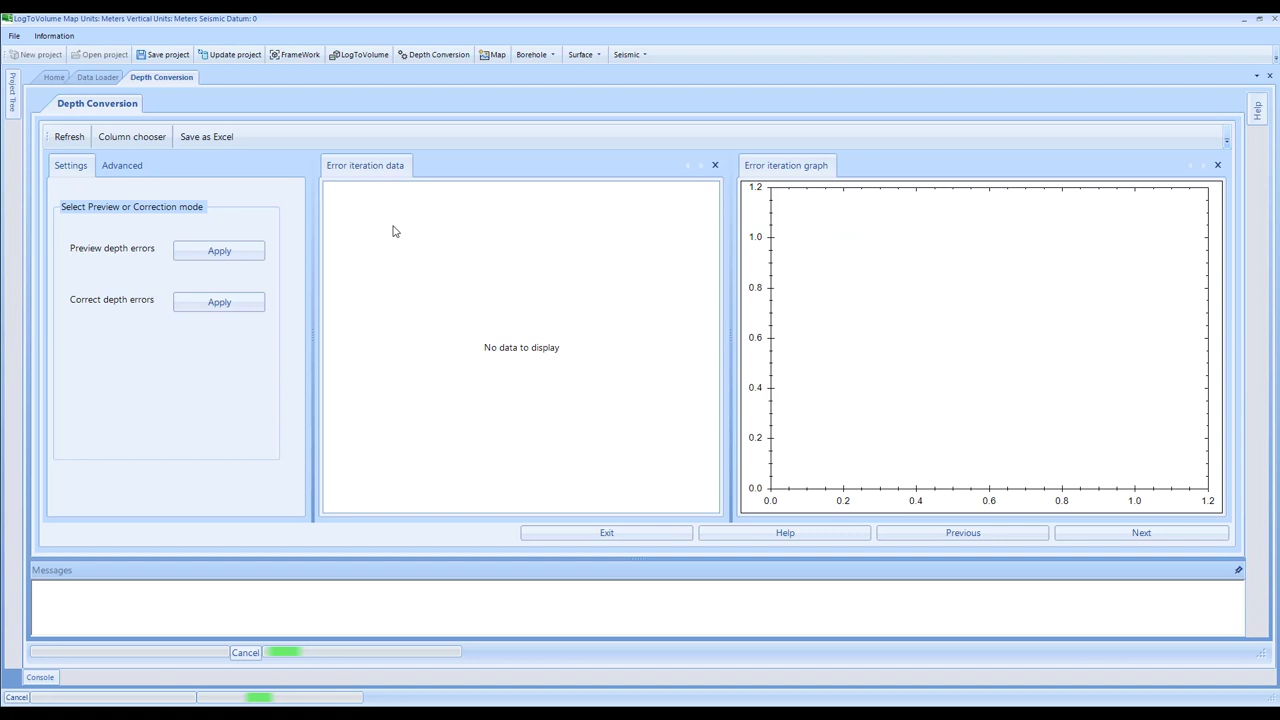 LogToVolume Map Units: Meters Vertical Units: Meters Seismic Datum: 0
File Information
New project Open project Save project Update project FrameWork LogToVolume Depth Conversion Map Borehole Surface Seismic
Project Tree
Home Data Loader Depth Conversion
Help
Depth Conversion
Refresh Column chooser Save as Excel
Settings Advanced
Select Preview or Correction mode
Preview depth errors Apply
Correct depth errors Apply
Error iteration data
No data to display
Error iteration graph
1.2
1.0
0.8
0.6
0.4
0.2
0.0
0.0 0.2 0.4 0.6 0.8 1.0 1.2
Exit Help Previous Next
Messages
Cancel
Console
Cancel